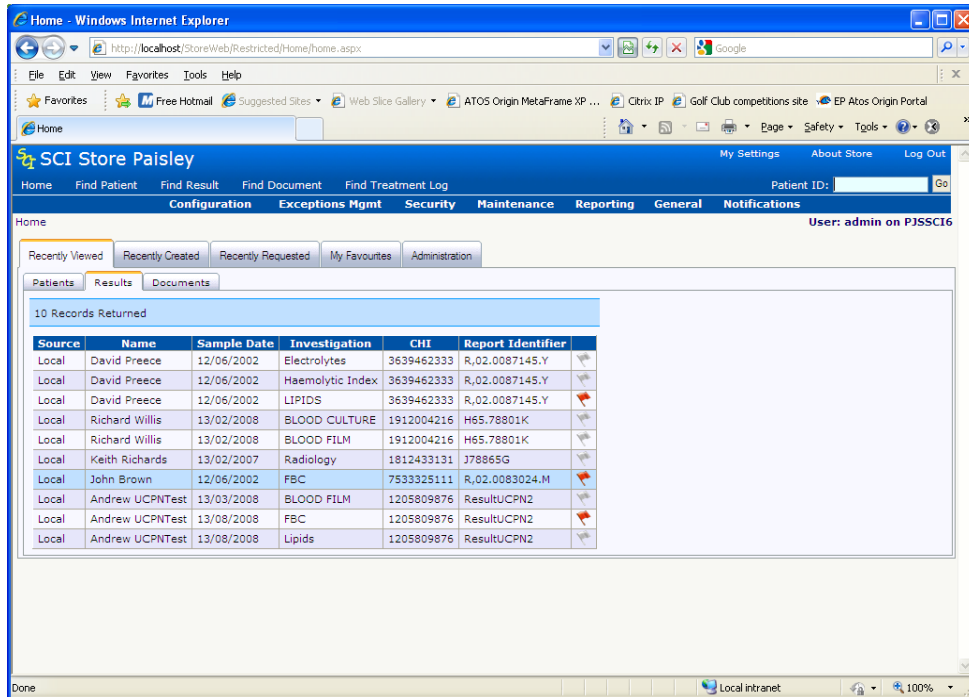 Home - Windows Internet Explorer
http://localhost/StoreWeb/Restricted/Home/home.aspx
Google
File Edit View Favorites Tools Help
X
Favorites Free Hotmail Suggested Sites Web Slice Gallery ATOS Origin MetaFrame XP ... Citrix IP Golf Club competitions site EP Atos Origin Portal
Home Page Safety Tools
SCI Store Paisley My Settings About Store Log Out
Home Find Patient Find Result Find Document Find Treatment Log Patient ID: Go
Configuration Exceptions Mgmt Security Maintenance Reporting General Notifications
Home User: admin on PJSSCI6
Recently Viewed Recently Created Recently Requested My Favourites Administration
Patients Results Documents
10 Records Returned
Source Name Sample Date Investigation CHI Report Identifier
Local David Preece 12/06/2002 Electrolytes 3639462333 R,02.0087145.Y
Local David Preece 12/06/2002 Haemolytic Index 3639462333 R,02.0087145.Y
Local David Preece 12/06/2002 LIPIDS 3639462333 R,02.0087145.Y
Local Richard Willis 13/02/2008 BLOOD CULTURE 1912004216 H65.78801K
Local Richard Willis 13/02/2008 BLOOD FILM 1912004216 H65.78801K
Local Keith Richards 13/02/2007 Radiology 1812433131 J78865G
Local John Brown 12/06/2002 FBC 7533325111 R,02.0083024.M
Local Andrew UCPNTest 13/03/2008 BLOOD FILM 1205809876 ResultUCPN2
Local Andrew UCPNTest 13/08/2008 FBC 1205809876 ResultUCPN2
Local Andrew UCPNTest 13/08/2008 Lipids 1205809876 ResultUCPN2
Done Local intranet 100%